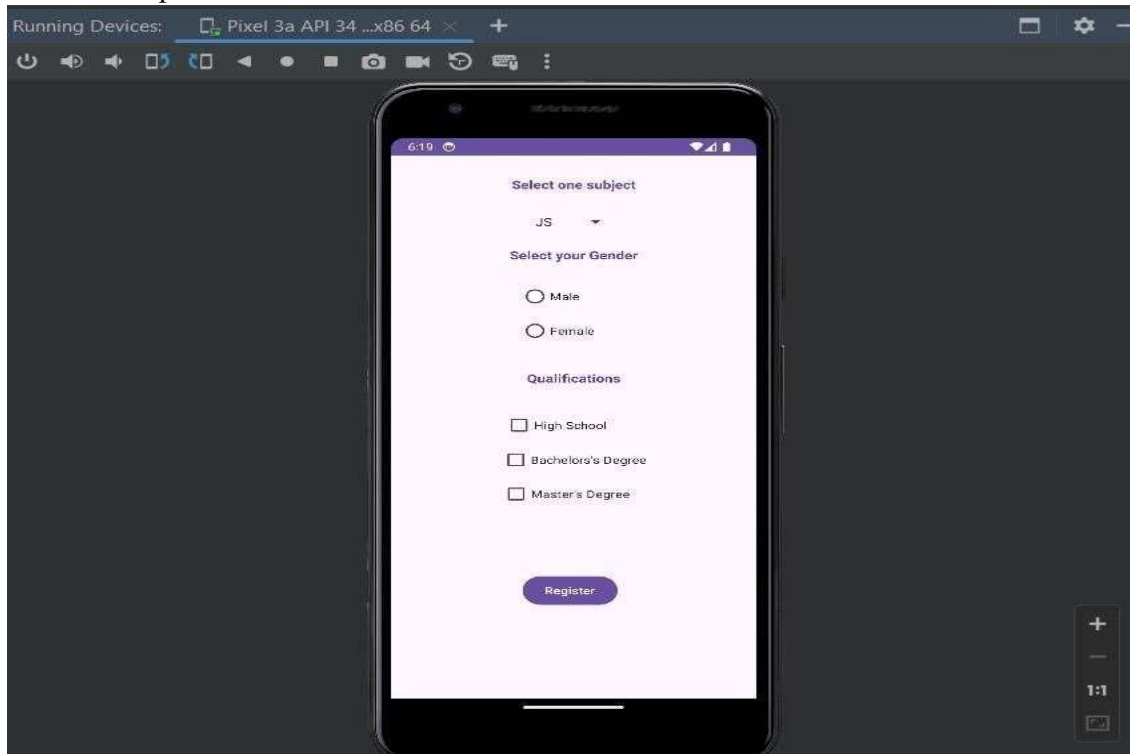 Running Devices: Pixel 3a API 34 ...x86 64
6:19
Select one subject
JS
Select your Gender
Male
Female
Qualifications
High School
Bachelors's Degree
Master's Degree
Register
1:1